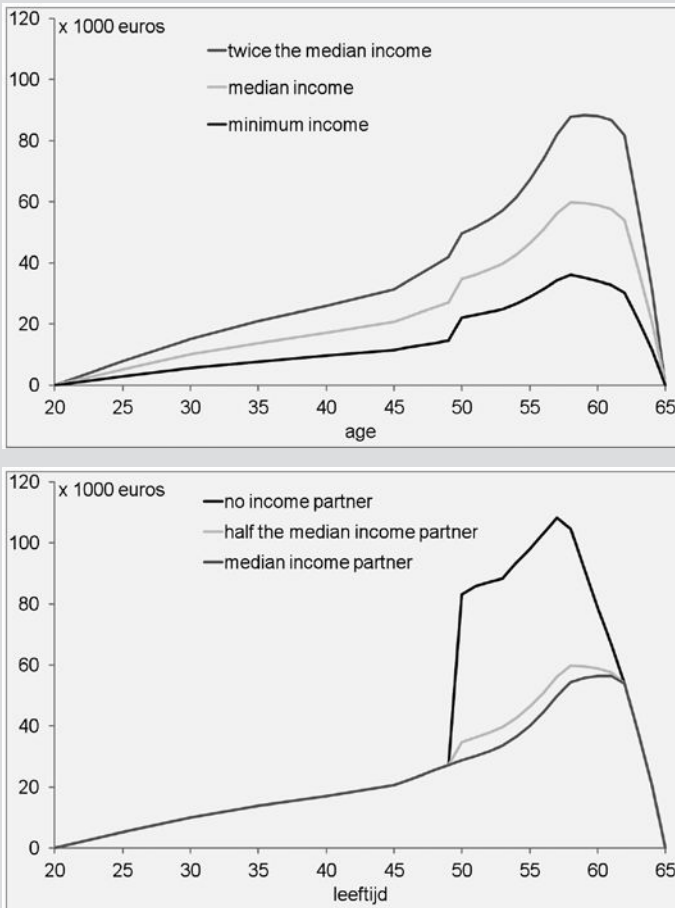 120
x 1000 euros
twice the median income
100
median income
80
minimum income
60
40
20
0
20 25 30 35 40 45 50 55 60 65
age
120
x 1000 euros
no income partner
100
half the median income partner
median income partner
80
60
40
20
0
20 25 30 35 40 45 50 55 60 65
leeftijd